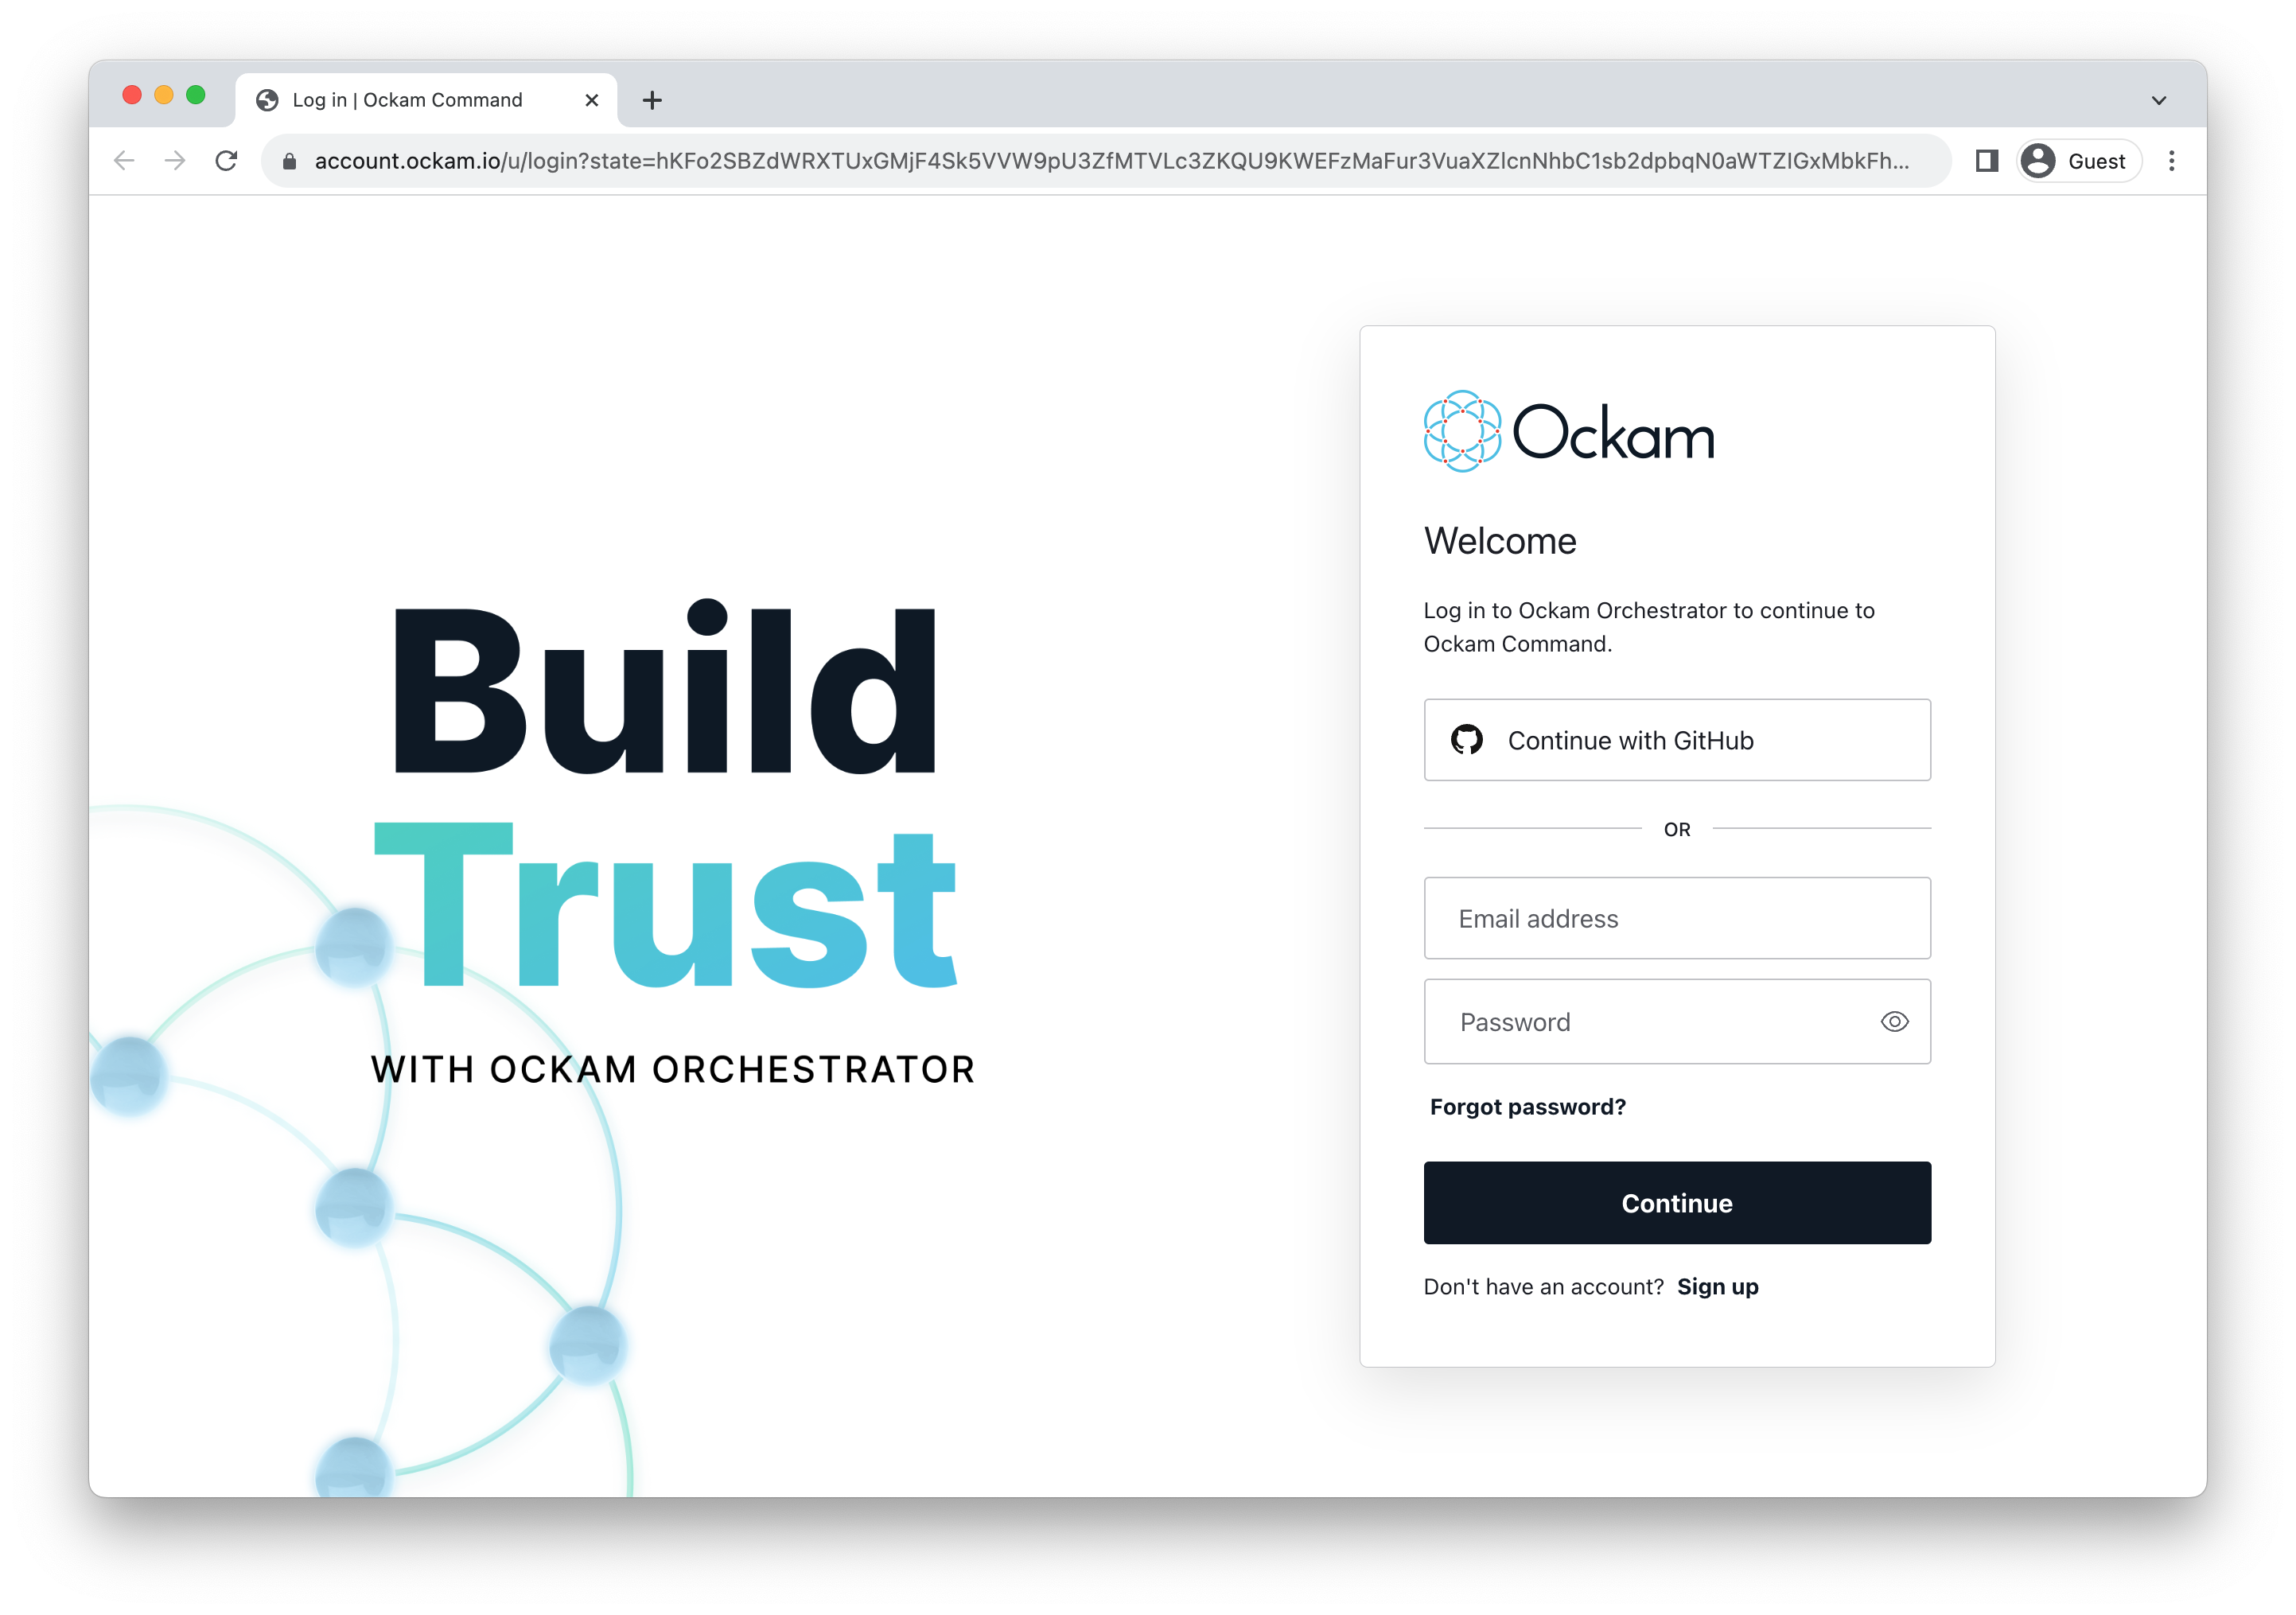 Log in | Ockam Command
account.ockam.io/u/login?state=hKFo2SBZdWRXTUxGMjF4Sk5VVW9pU3ZfMTVLc3ZKQU9KWEFzMaFur3VuaXZlcnNhbC1sb2dpbqN0aWTZIGxMbkFh...
Guest
Build
Trust
WITH OCKAM ORCHESTRATOR
Ockam
Welcome
Log in to Ockam Orchestrator to continue to
Ockam Command.
Continue with GitHub
OR
Email address
Password
Forgot password?
Continue
Don't have an account? Sign up